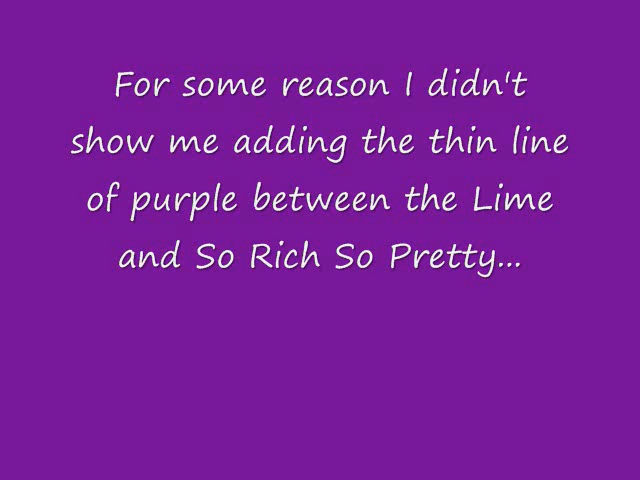 For some reason I didn't
show me adding the thin line
of purple between the Lime
and So Rich So Pretty...